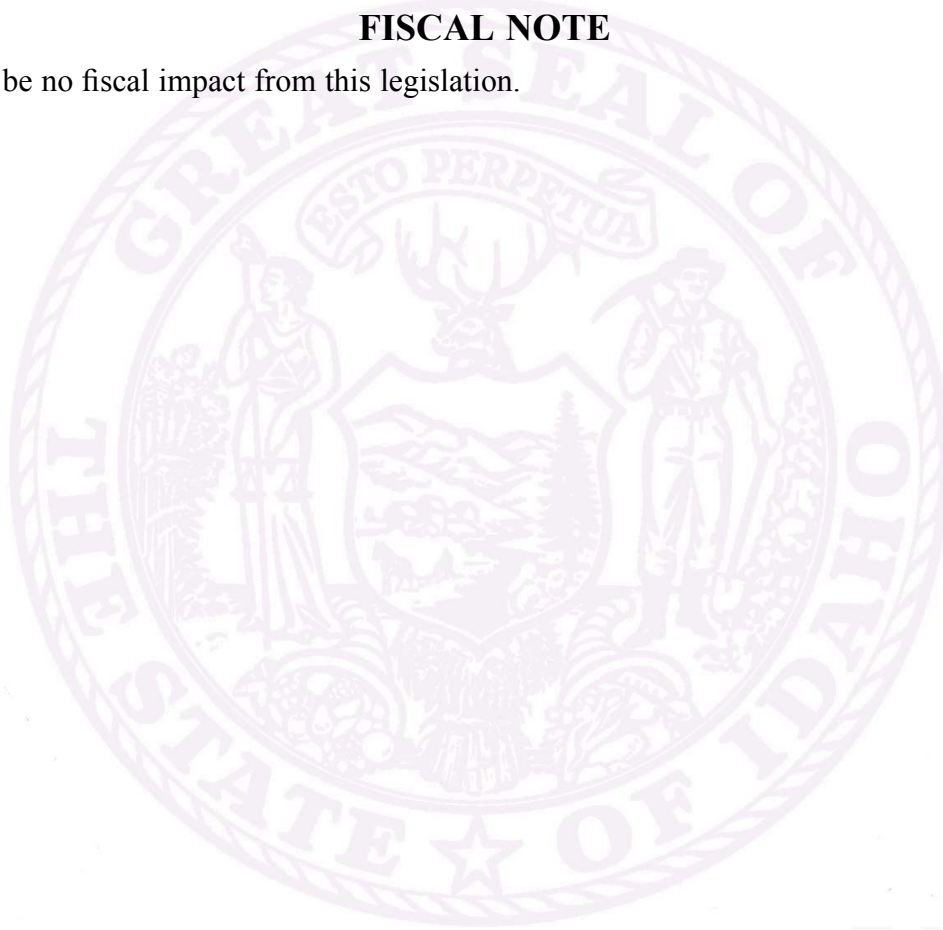 FISCAL NOTE
be no fiscal impact from this legislation.
GREAT SEAL OF
ESTO PERPETUA
THE STATE OF IDAHO